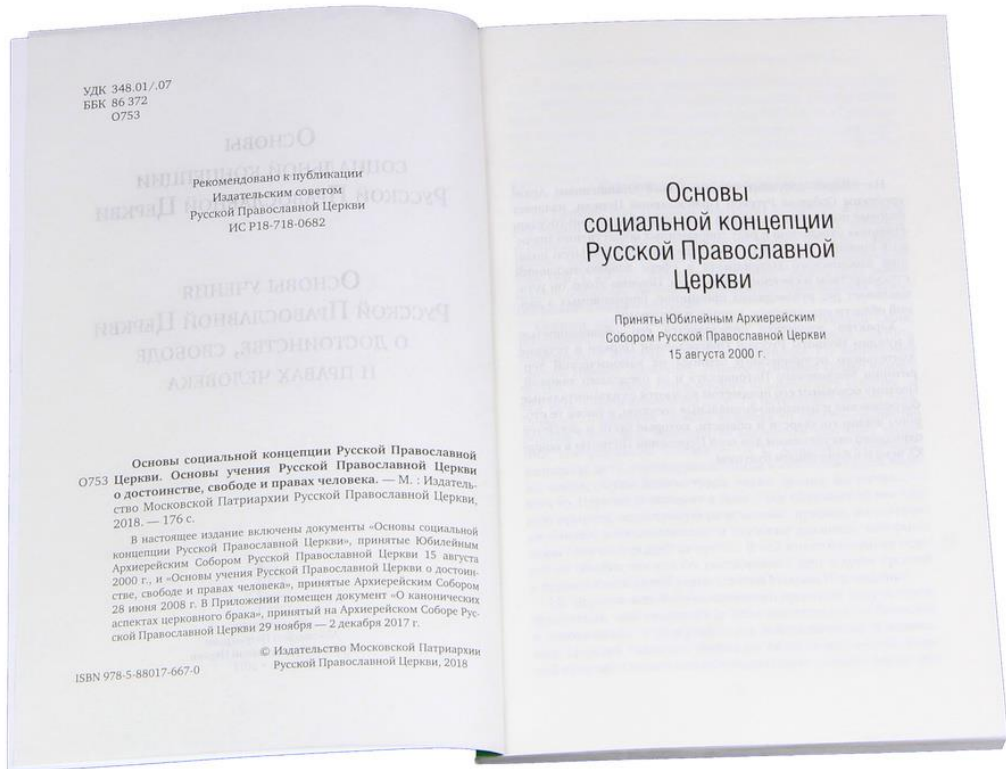 УДК 348.01/.07
ББК 86 372
О753
Рекомендовано к публикации
Издательским советом
Русской Православной Церкви
ИС Р18-718-0682
Основы социальной концепции Русской Православной
О753 Церкви. Основы учения Русской Православной Церкви
о достоинстве, свободе и правах человека. — М. : Издатель-
ство Московской Патриархии Русской Православной Церкви,
2018. — 176 с.
В настоящее издание включены документы «Основы социальной
концепции Русской Православной Церкви», принятые Юбилейным
Архиерейским Собором Русской Православной Церкви 15 августа
2000 г., и «Основы учения Русской Православной Церкви о достоин-
стве, свободе и правах человека», принятые Архиерейским Собором
28 июня 2008 г. В Приложении помещен документ «О канонических
аспектах церковного брака», принятый на Архиерейском Соборе Рус-
ской Православной Церкви 29 ноября — 2 декабря 2017 г.
© Издательство Московской Патриархии
Русской Православной Церкви, 2018
ISBN 978-5-88017-667-0
Основы
социальной концепции
Русской Православной
Церкви
Приняты Юбилейным Архиерейским
Собором Русской Православной Церкви
15 августа 2000 г.